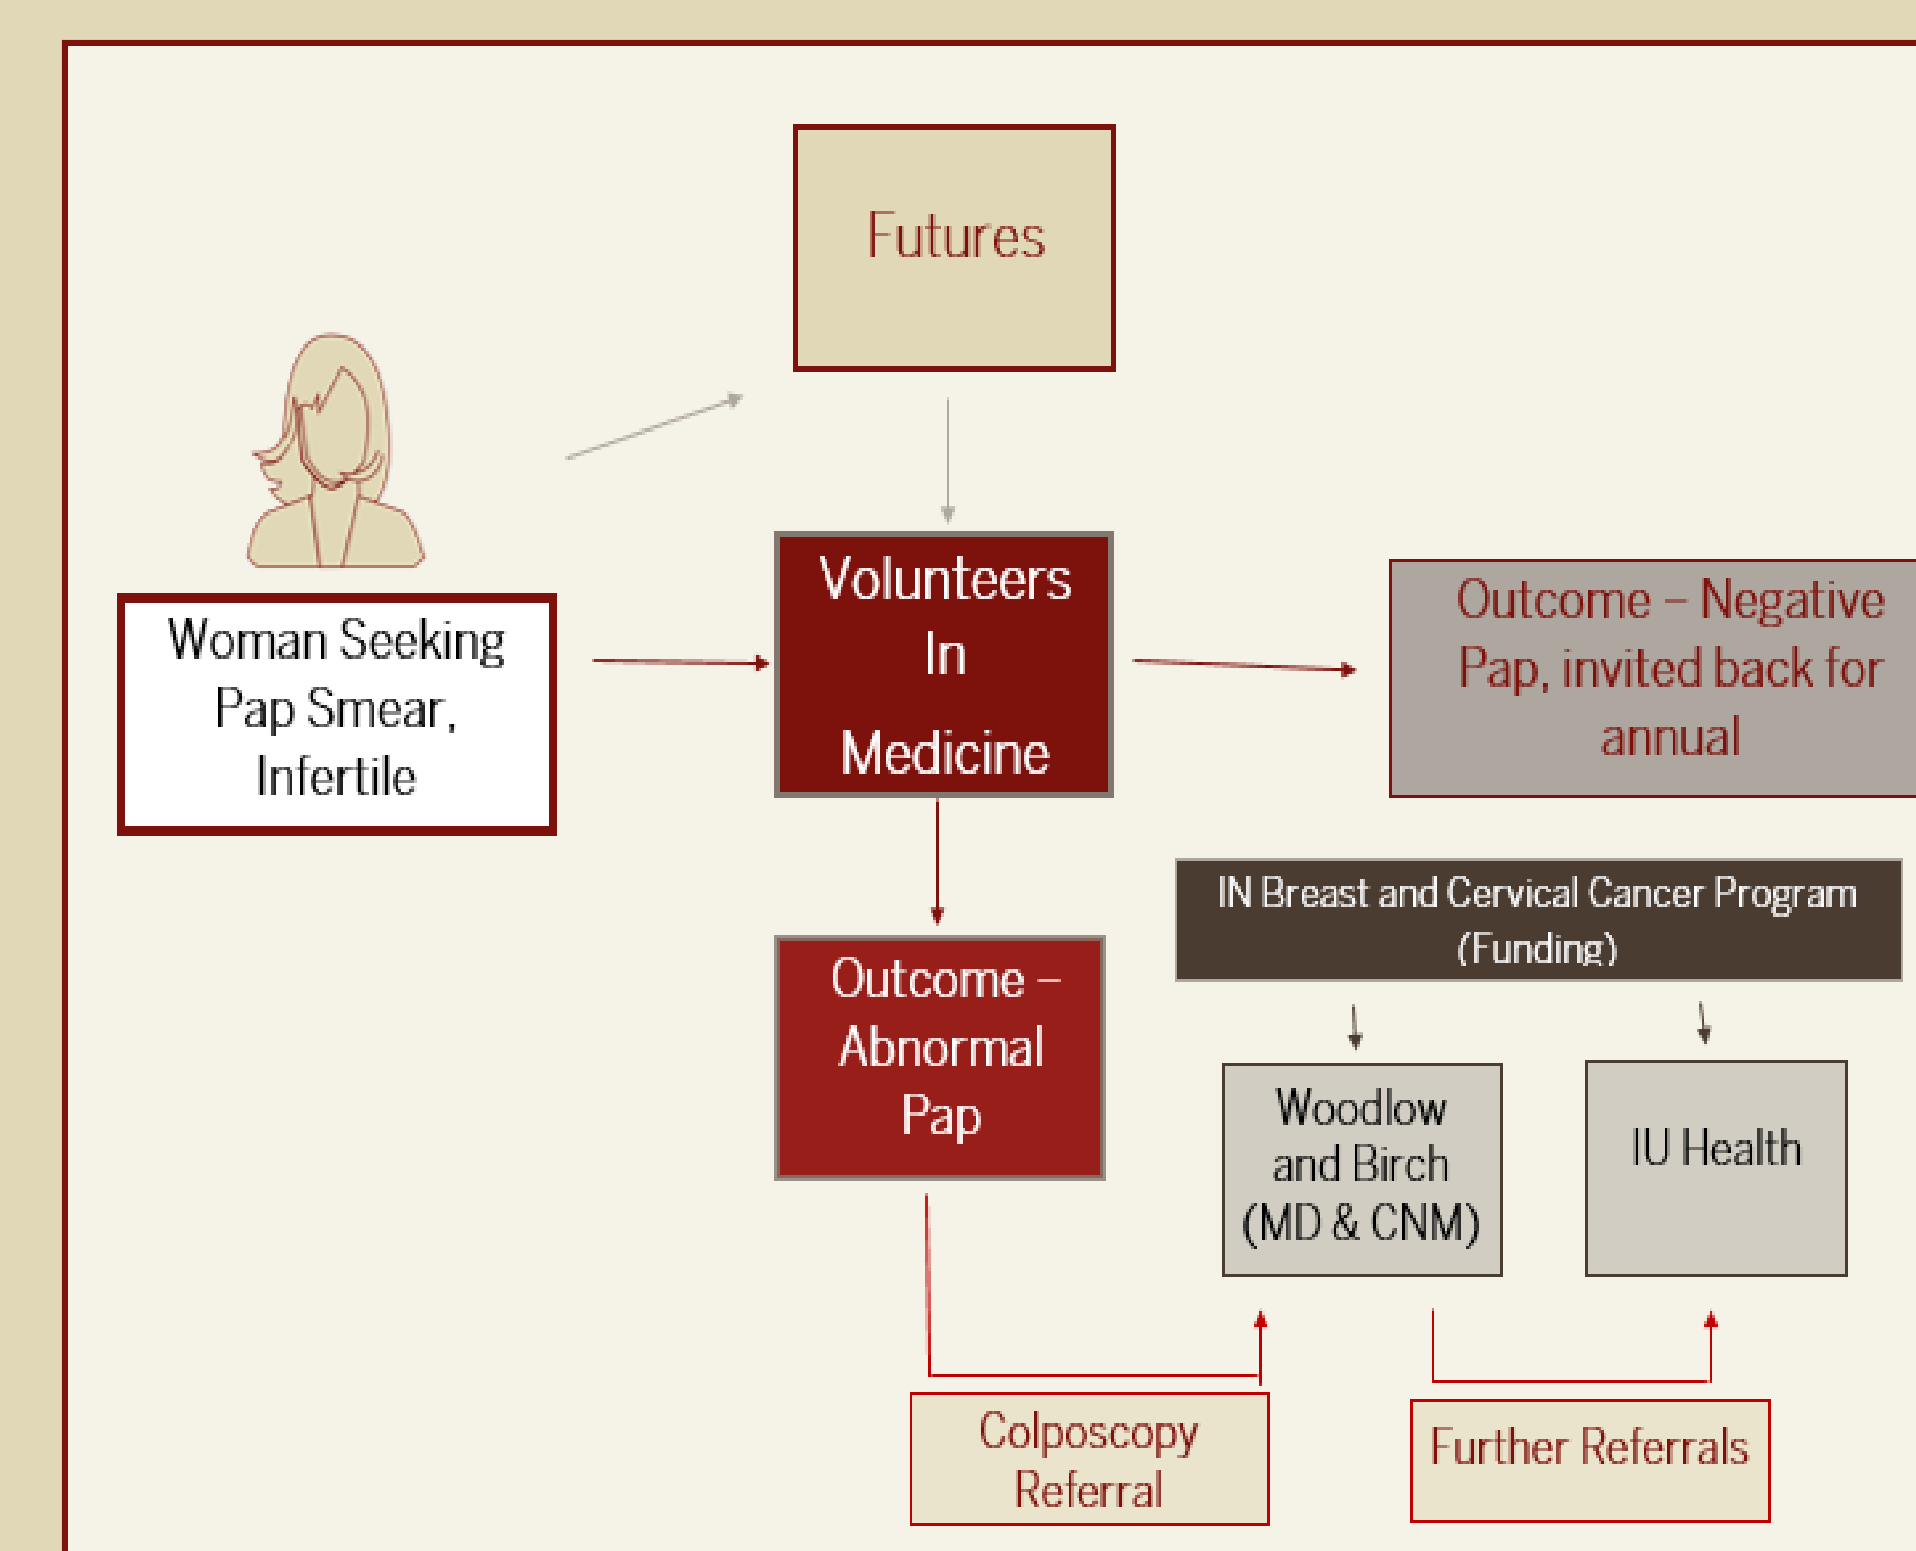 Futures
Woman Seeking
Pap Smear,
Infertile
Volunteers
In
Medicine
Outcome – Negative
Pap, invited back for
annual
IN Breast and Cervical Cancer Program
(Funding)
Outcome –
Abnormal
Pap
Woodlow
and Birch
(MD & CNM)
IU Health
Colposcopy
Referral
Further Referrals